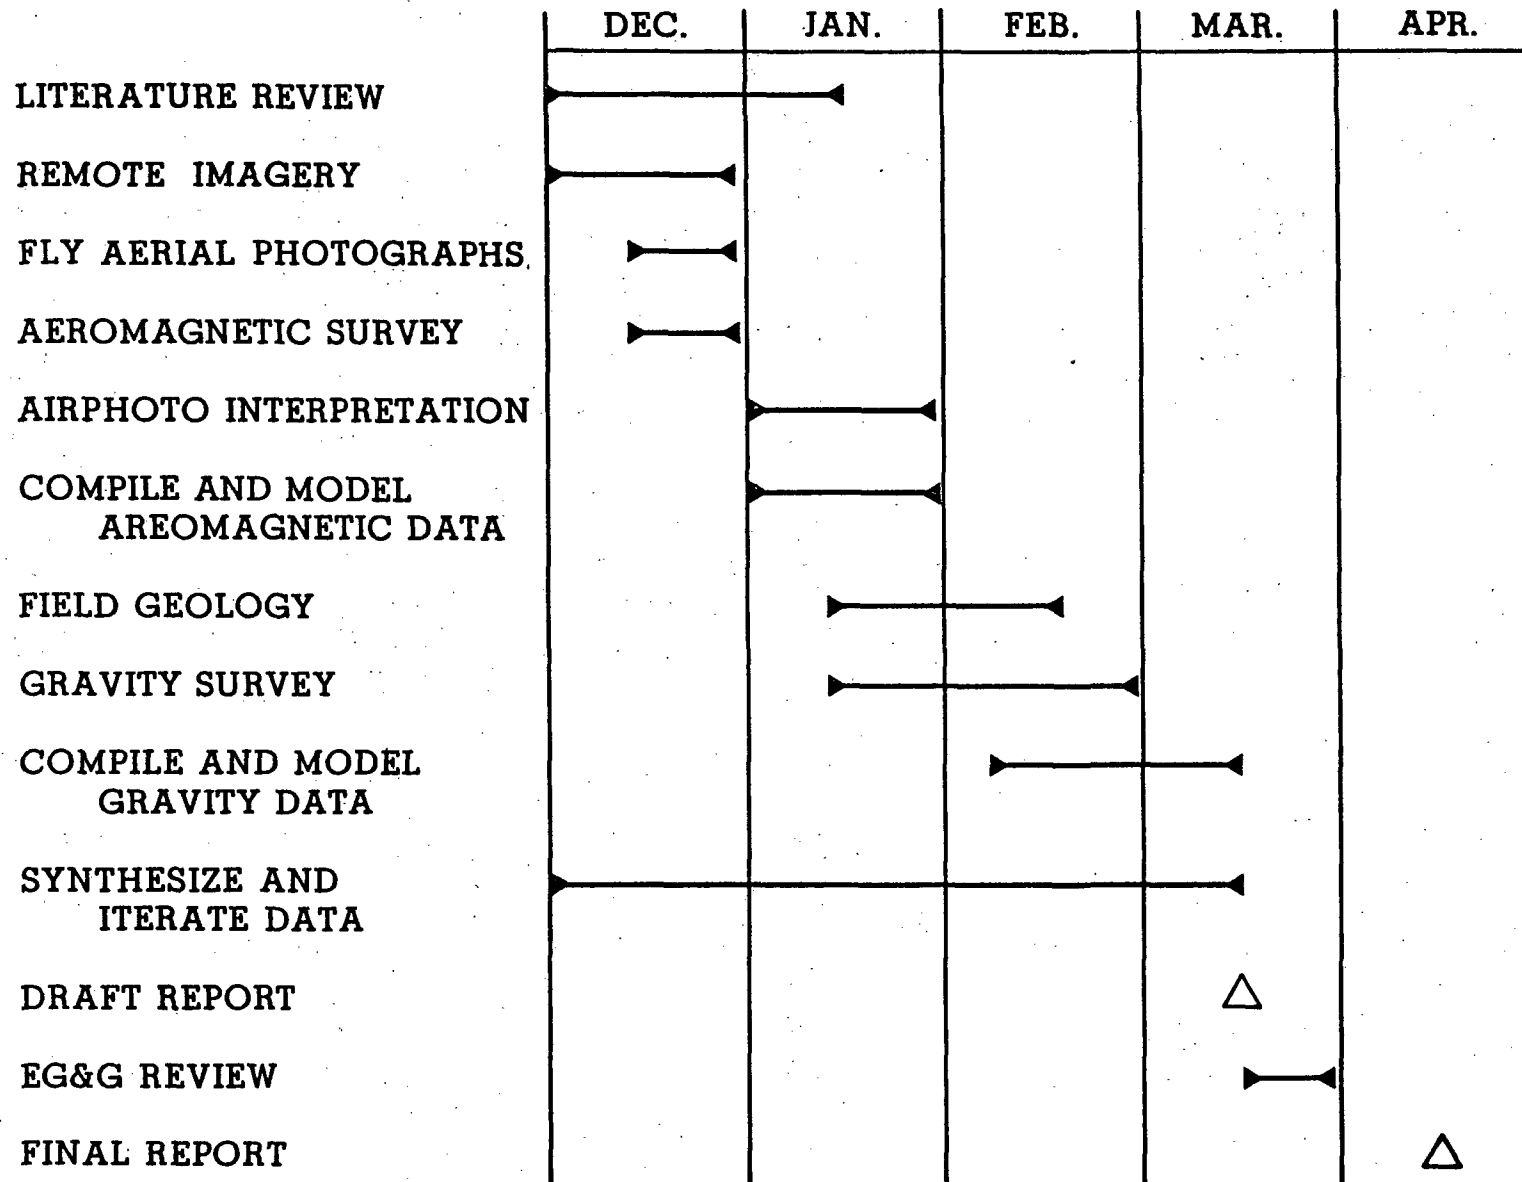 DEC. JAN. FEB. MAR. APR.
LITERATURE REVIEW
REMOTE IMAGERY
FLY AERIAL PHOTOGRAPHS
AEROMAGNETIC SURVEY
AIRPHOTO INTERPRETATION
COMPILE AND MODEL
AREOMAGNETIC DATA
FIELD GEOLOGY
GRAVITY SURVEY
COMPILE AND MODEL
GRAVITY DATA
SYNTHESIZE AND
ITERATE DATA
DRAFT REPORT
EG&G REVIEW
FINAL REPORT